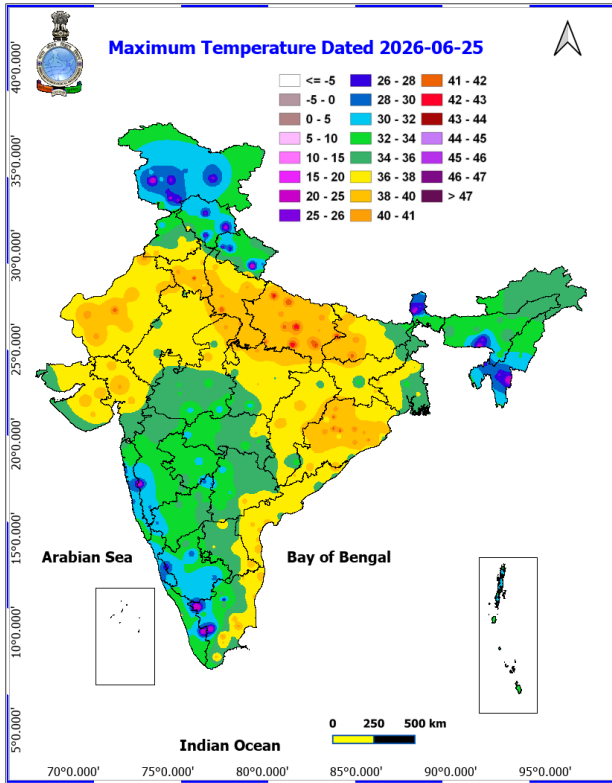 Maximum Temperature Dated 2026-06-25
<= -5
-5 - 0
0 - 5
5 - 10
10 - 15
15 - 20
20 - 25
25 - 26
26 - 28
28 - 30
30 - 32
32 - 34
34 - 36
36 - 38
38 - 40
40 - 41
41 - 42
42 - 43
43 - 44
44 - 45
45 - 46
46 - 47
> 47
40°0.000'
35°0.000'
30°0.000'
25°0.000'
20°0.000'
15°0.000'
10°0.000'
5°0.000'
Arabian Sea
Bay of Bengal
Indian Ocean
0 250 500 km
70°0.000' 75°0.000' 80°0.000' 85°0.000' 90°0.000' 95°0.000'